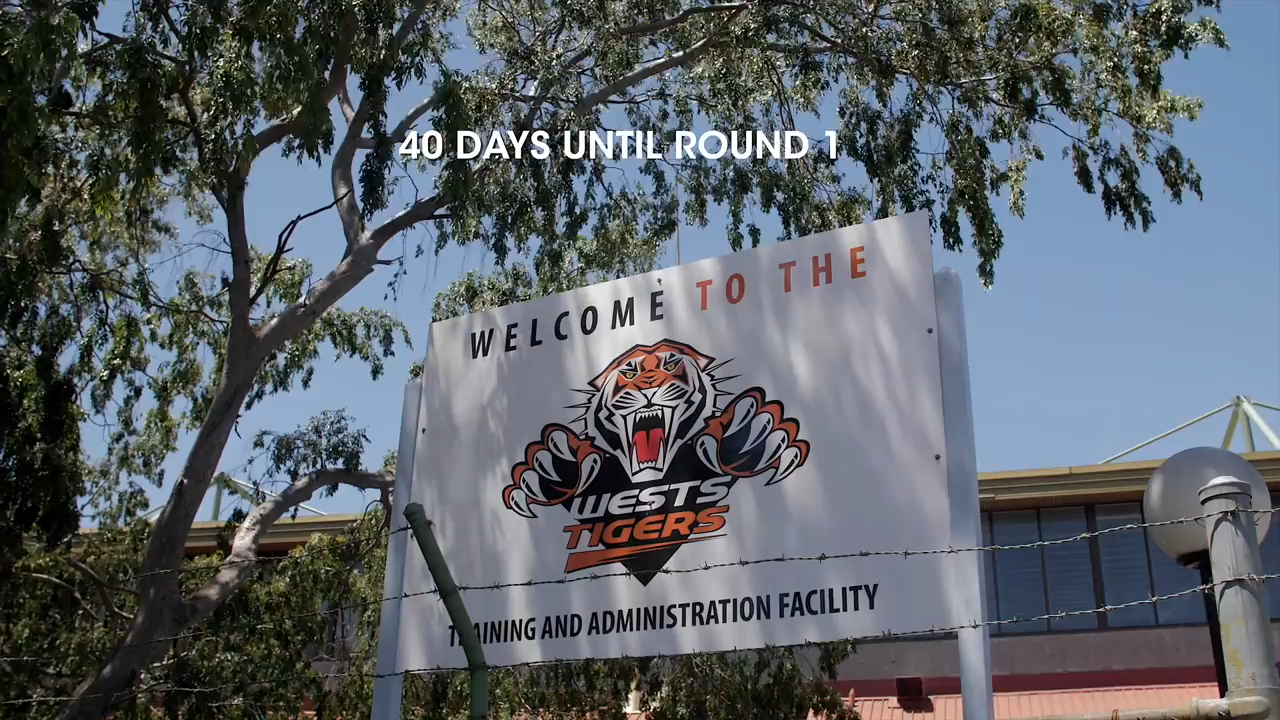 40 DAYS UNTIL ROUND 1
WELCOME TO THE
WESTS
TIGERS
TRAINING AND ADMINISTRATION FACILITY